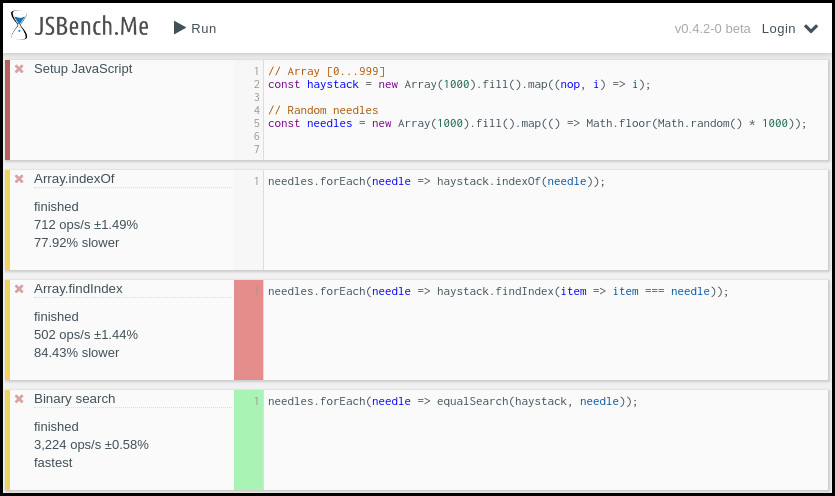 JSBench.Me
Run
v0.4.2-0 beta
Login
Setup JavaScript
1 // Array [0...999]
2 const haystack = new Array(1000).fill().map((nop, i) => i);
3
4 // Random needles
5 const needles = new Array(1000).fill().map(() => Math.floor(Math.random() * 1000));
6
7
Array.indexOf
finished
712 ops/s ±1.49%
77.92% slower
1 needles.forEach(needle => haystack.indexOf(needle));
Array.findIndex
finished
502 ops/s ±1.44%
84.43% slower
1 needles.forEach(needle => haystack.findIndex(item => item === needle));
Binary search
finished
3,224 ops/s ±0.58%
fastest
1 needles.forEach(needle => equalSearch(haystack, needle));